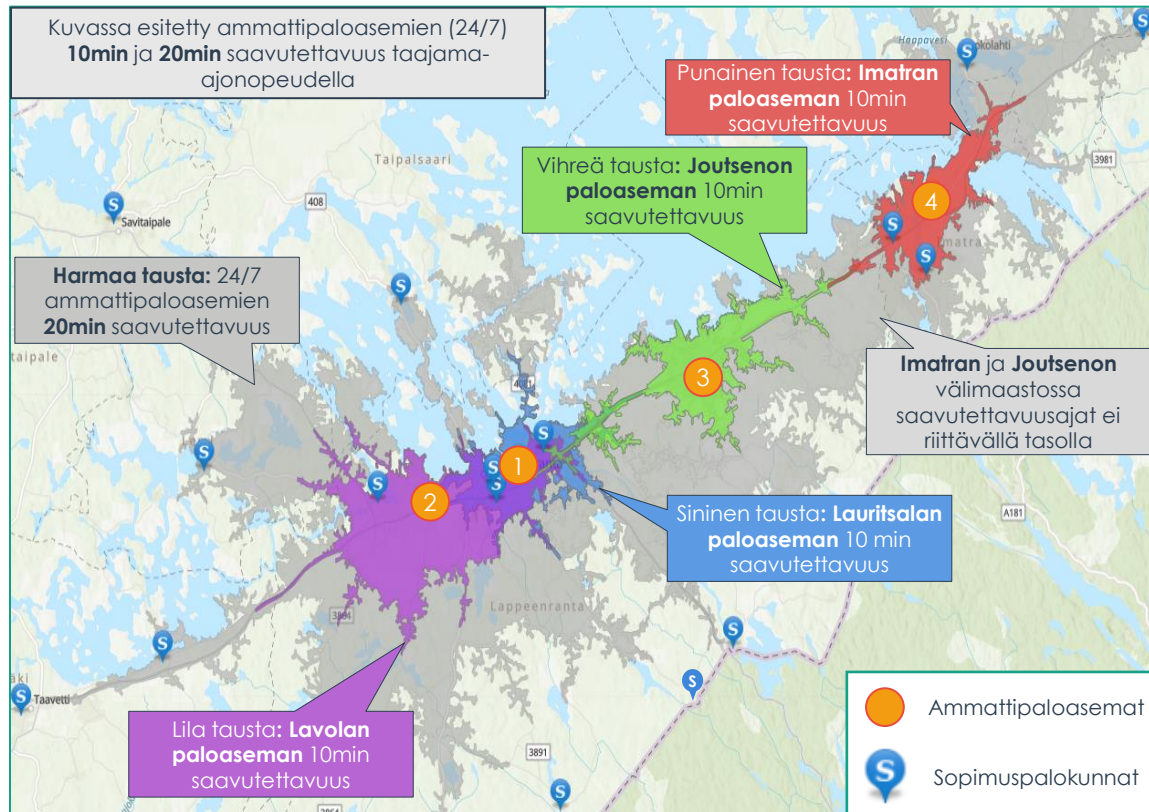 Kuvassa esitetty ammattipaloasemien (24/7)
10min ja 20min saavutettavuus taajama-
ajonopeudella
Haapavesi
Punainen tausta: Imatran
paloaseman 10min
saavutettavuus
Vihreä tausta: Joutsenon
paloaseman 10min
saavutettavuus
Taipalsaari
3981
408
Savitaipale
4
Harmaa tausta: 24/7
ammattipaloasemien
20min saavutettavuus
Imatran ja Joutsenon
välimaastossa
saavutettavuusajat ei
riittävällä tasolla
3
4081
1
2
A181
Sininen tausta: Lauritsalan
paloaseman 10 min
saavutettavuus
Lappeenranta
Taavetti
Lila tausta: Lavolan
paloaseman 10min
saavutettavuus
3891
Ammattipaloasemat
S
Sopimuspalokunnat